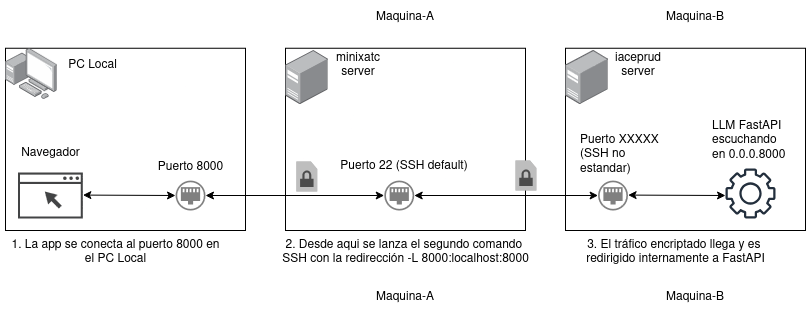 Maquina-A
Maquina-B
PC Local
minixatc
server
iaceprud
server
Navegador
Puerto 8000
Puerto 22 (SSH default)
Puerto XXXXX
(SSH no
estandar)
LLM FastAPI
escuchando
en 0.0.0.8000
1. La app se conecta al puerto 8000 en
el PC Local
2. Desde aqui se lanza el segundo comando
SSH con la redirección -L 8000:localhost:8000
3. El tráfico encriptado llega y es
redirigido internamente a FastAPI
Maquina-A
Maquina-B